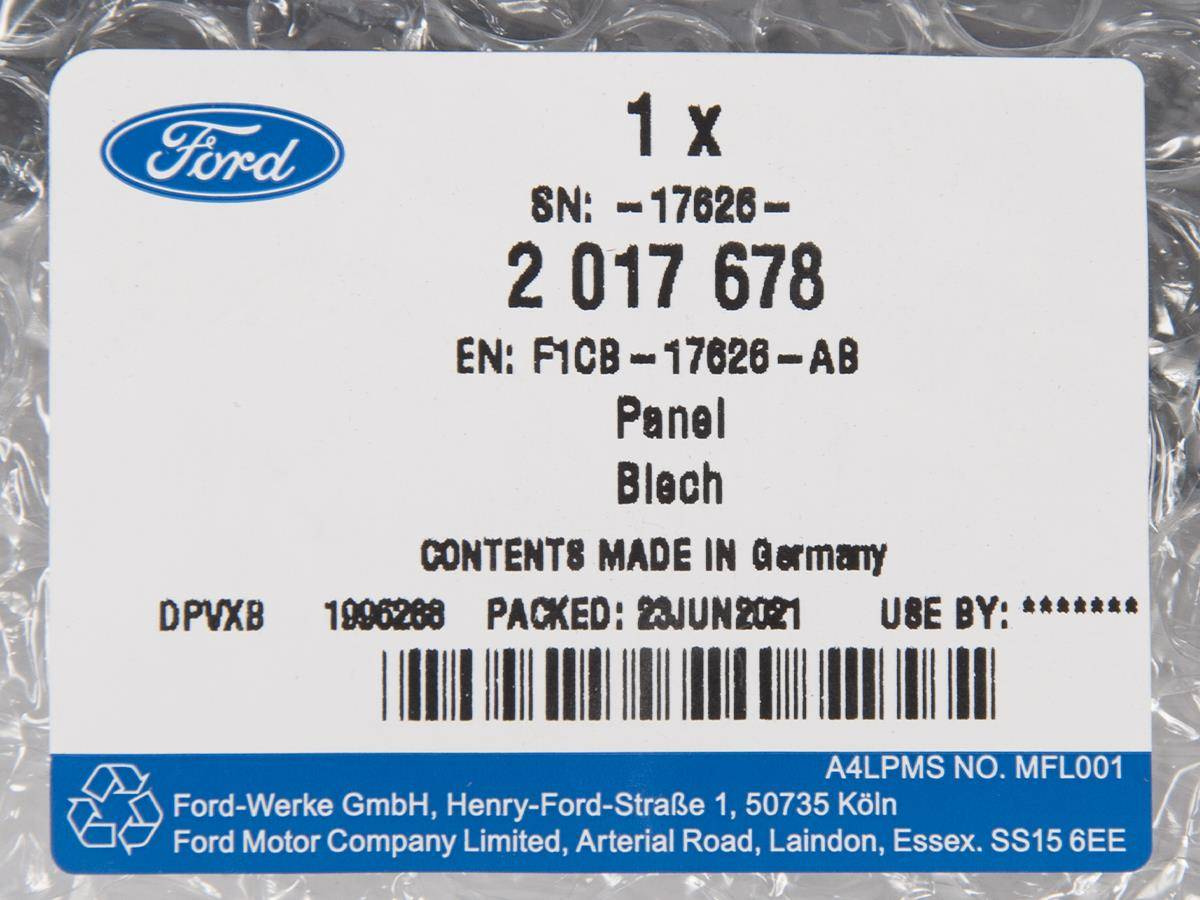 Ford
1 x
SN: -17626-
2 017 678
EN: F1CB-17626-AB
Panel
Blech
CONTENTS MADE IN Germany
DPVXB 1996268 PACKED: 23JUN2021 USE BY: *******
A4LPMS NO. MFL001
Ford-Werke GmbH, Henry-Ford-Straße 1, 50735 Köln
Ford Motor Company Limited, Arterial Road, Laindon, Essex. SS15 6EE